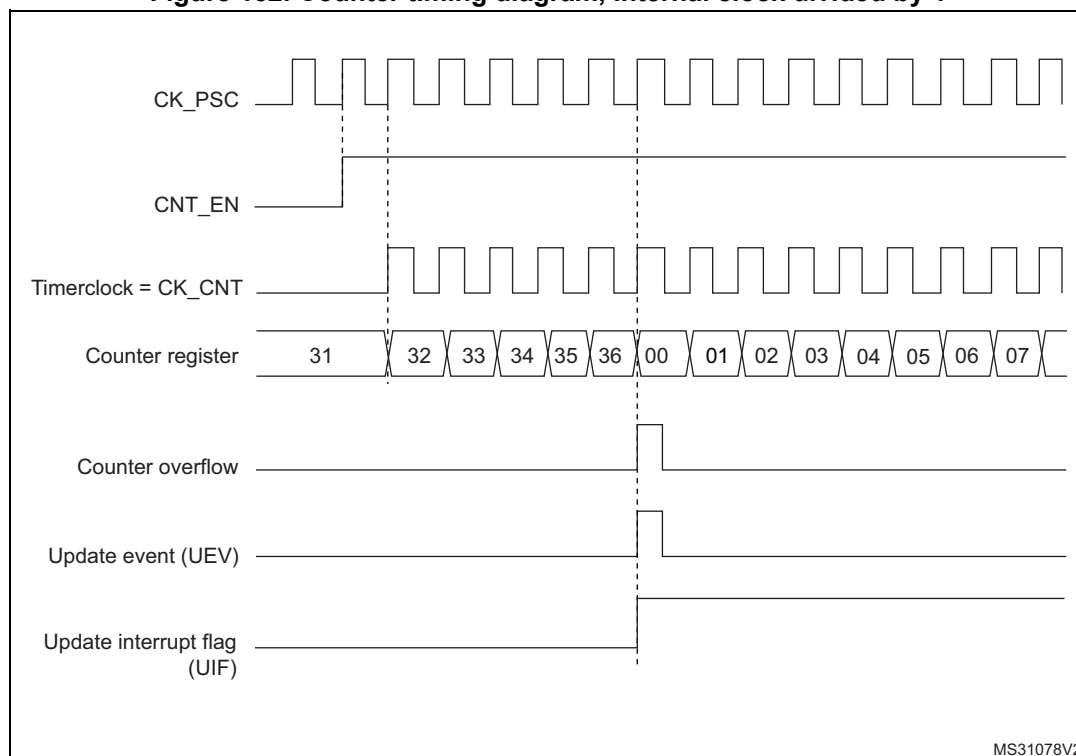 CK_PSC
CNT_EN
Timerclock = CK_CNT
Counter register 31 32 33 34 35 36 00 01 02 03 04 05 06 07
Counter overflow
Update event (UEV)
Update interrupt flag
(UIF)
MS31078V2